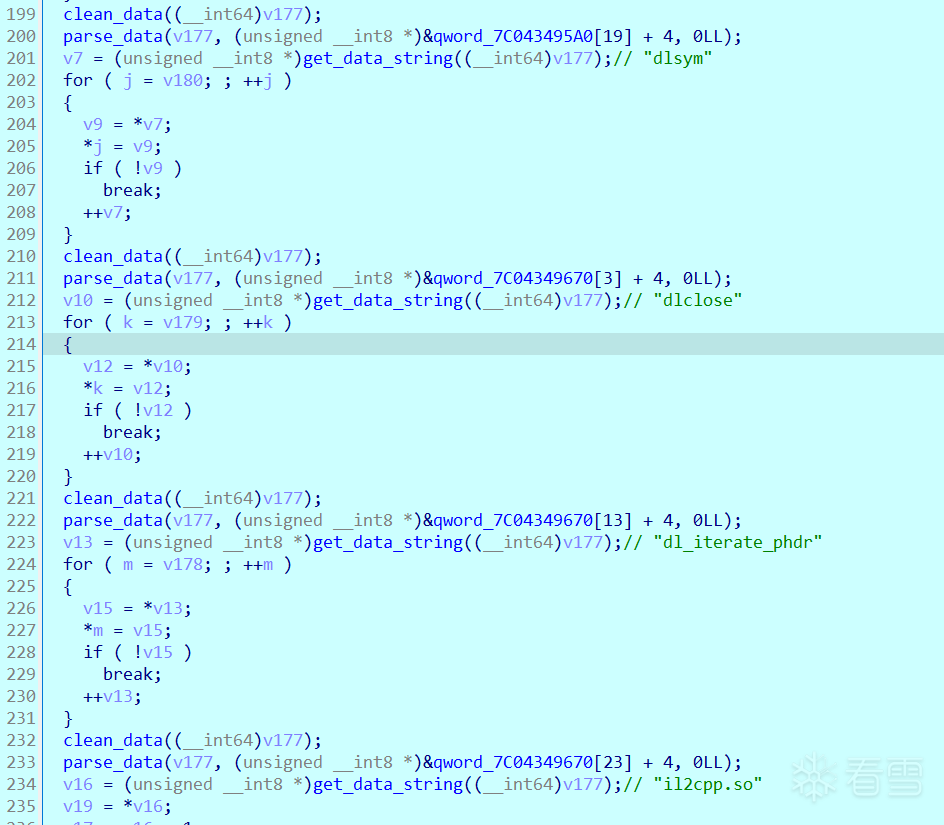 199 clean_data((__int64)v177);
200 parse_data(v177, (unsigned __int8 *)&qword_7C043495A0[19] + 4, 0LL);
201 v7 = (unsigned __int8 *)get_data_string((__int64)v177);// "dlsym"
202 for ( j = v180; ; ++j )
203 {
204 v9 = *v7;
205 *j = v9;
206 if ( !v9 )
207 break;
208 ++v7;
209 }
210 clean_data((__int64)v177);
211 parse_data(v177, (unsigned __int8 *)&qword_7C04349670[3] + 4, 0LL);
212 v10 = (unsigned __int8 *)get_data_string((__int64)v177);// "dlclose"
213 for ( k = v179; ; ++k )
214 {
215 v12 = *v10;
216 *k = v12;
217 if ( !v12 )
218 break;
219 ++v10;
220 }
221 clean_data((__int64)v177);
222 parse_data(v177, (unsigned __int8 *)&qword_7C04349670[13] + 4, 0LL);
223 v13 = (unsigned __int8 *)get_data_string((__int64)v177);// "dl_iterate_phdr"
224 for ( m = v178; ; ++m )
225 {
226 v15 = *v13;
227 *m = v15;
228 if ( !v15 )
229 break;
230 ++v13;
231 }
232 clean_data((__int64)v177);
233 parse_data(v177, (unsigned __int8 *)&qword_7C04349670[23] + 4, 0LL);
234 v16 = (unsigned __int8 *)get_data_string((__int64)v177);// "il2cpp.so"
235 v19 = *v16;
看雪